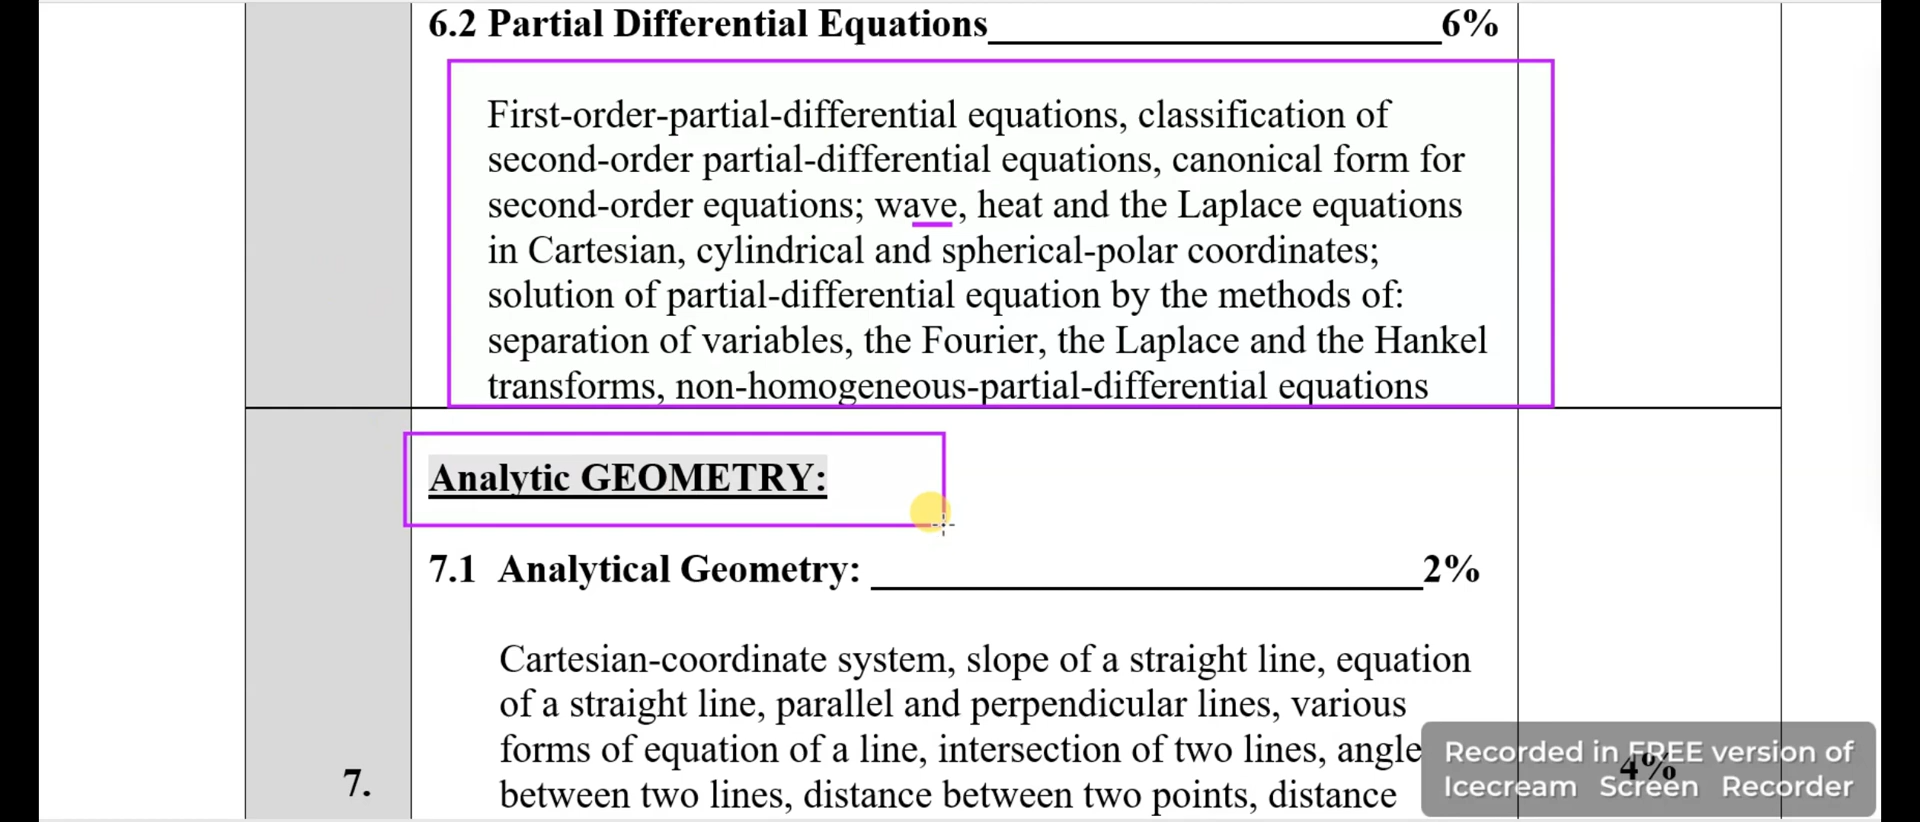 6.2 Partial Differential Equations________________________6%
First-order-partial-differential equations, classification of
second-order partial-differential equations, canonical form for
second-order equations; wave, heat and the Laplace equations
in Cartesian, cylindrical and spherical-polar coordinates;
solution of partial-differential equation by the methods of:
separation of variables, the Fourier, the Laplace and the Hankel
transforms, non-homogeneous-partial-differential equations
Analytic GEOMETRY:
7.1 Analytical Geometry: _____________________________2%
Cartesian-coordinate system, slope of a straight line, equation
of a straight line, parallel and perpendicular lines, various
forms of equation of a line, intersection of two lines, angle
7.
between two lines, distance between two points, distance
4%
Recorded in FREE version of
Icecream Screen Recorder